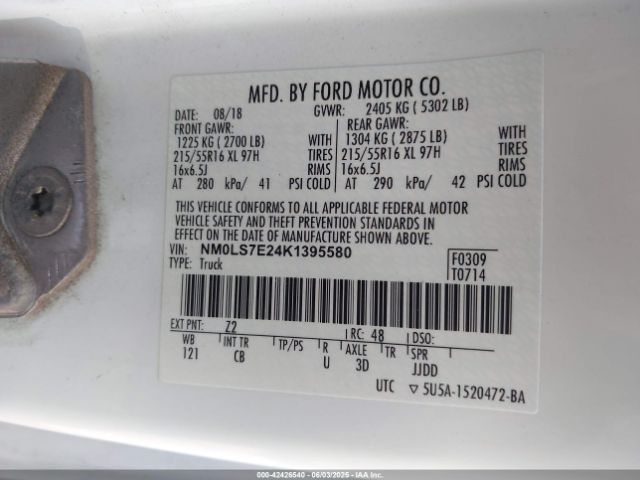 MFD. BY FORD MOTOR CO.
DATE: 08/18 GVWR: 2405 KG ( 5302 LB)
FRONT GAWR: REAR GAWR:
1225 KG ( 2700 LB) WITH 1304 KG ( 2875 LB) WITH
215/55R16 XL 97H TIRES 215/55R16 XL 97H TIRES
16x6.5J RIMS 16x6.5J RIMS
AT 280 kPa/ 41 PSI COLD AT 290 kPa/ 42 PSI COLD
THIS VEHICLE CONFORMS TO ALL APPLICABLE FEDERAL MOTOR
VEHICLE SAFETY AND THEFT PREVENTION STANDARDS IN
EFFECT ON THE DATE OF MANUFACTURE SHOWN ABOVE.
VIN: NM0LS7E24K1395580 F0309
TYPE: Truck T0714
EXT PNT: Z2 RC: 48 DSO:
WB INT TR TP/PS R AXLE TR SPR
121 CB U 3D JJDD
UTC ▽ 5U5A-1520472-BA
000-42426540 - 06/03/2025 - IAAI.COM